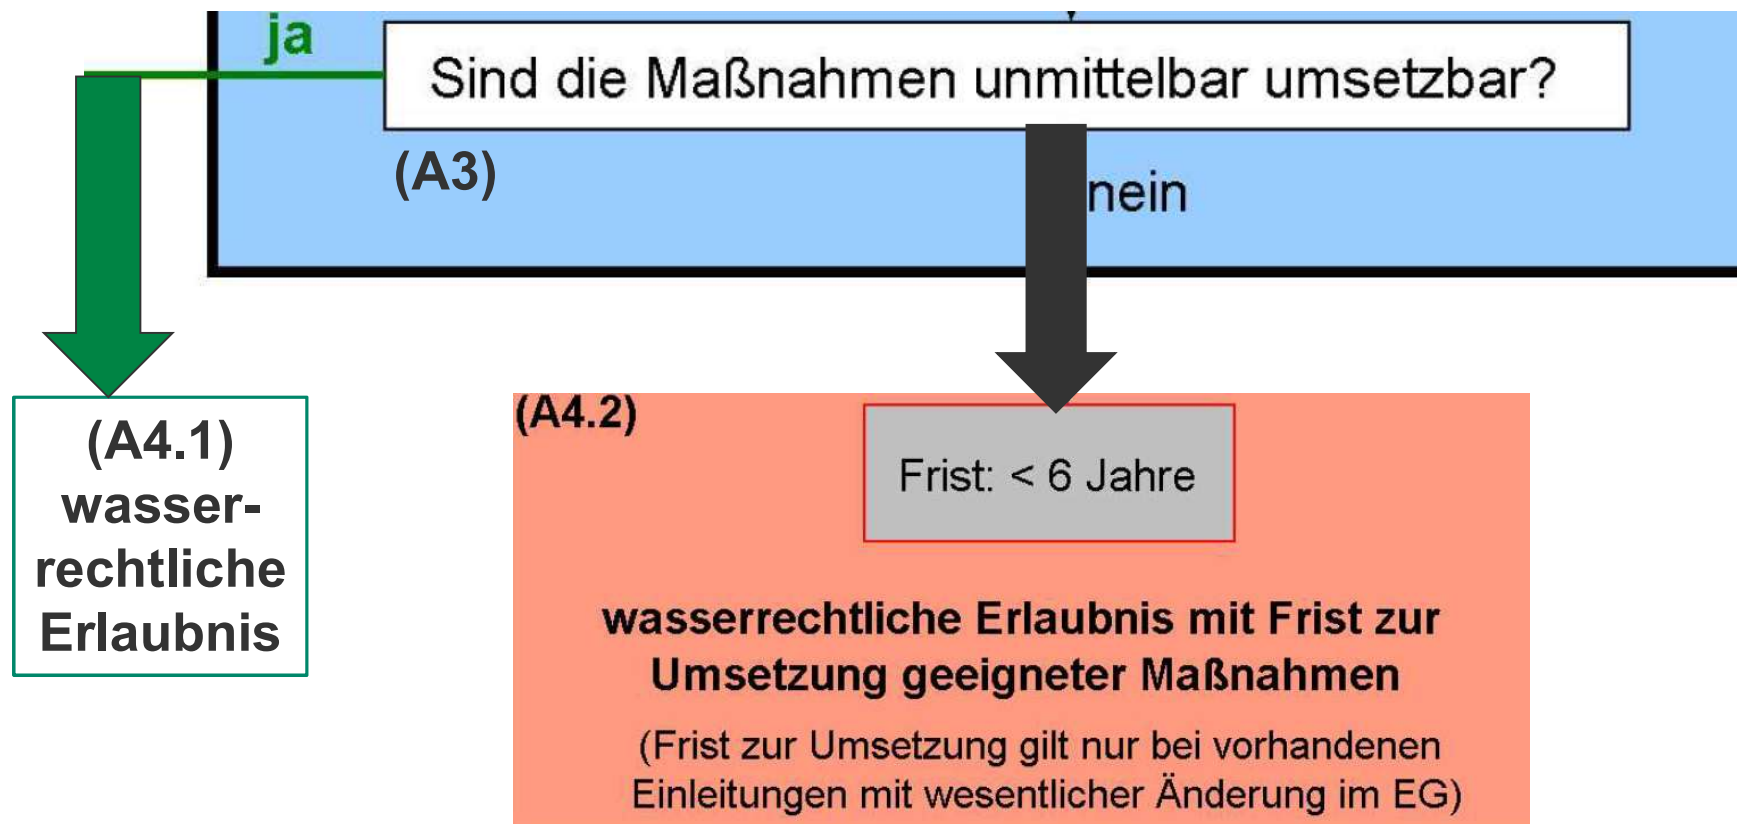 ja
Sind die Maßnahmen unmittelbar umsetzbar?
(A3)
nein
(A4.1)
wasser-
rechtliche
Erlaubnis
(A4.2)
Frist: < 6 Jahre
wasserrechtliche Erlaubnis mit Frist zur
Umsetzung geeigneter Maßnahmen
(Frist zur Umsetzung gilt nur bei vorhandenen
Einleitungen mit wesentlicher Änderung im EG)